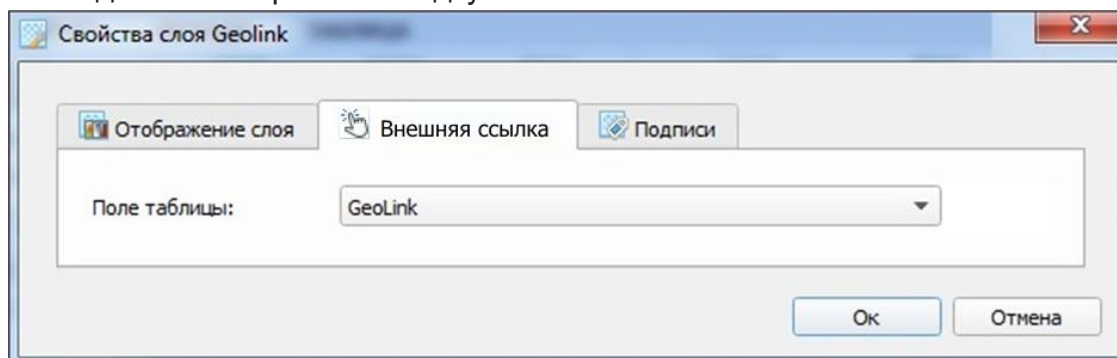 Свойства слоя Geolink
Отображение слоя
Внешняя ссылка
Подписи
Поле таблицы:
GeoLink
Ок
Отмена